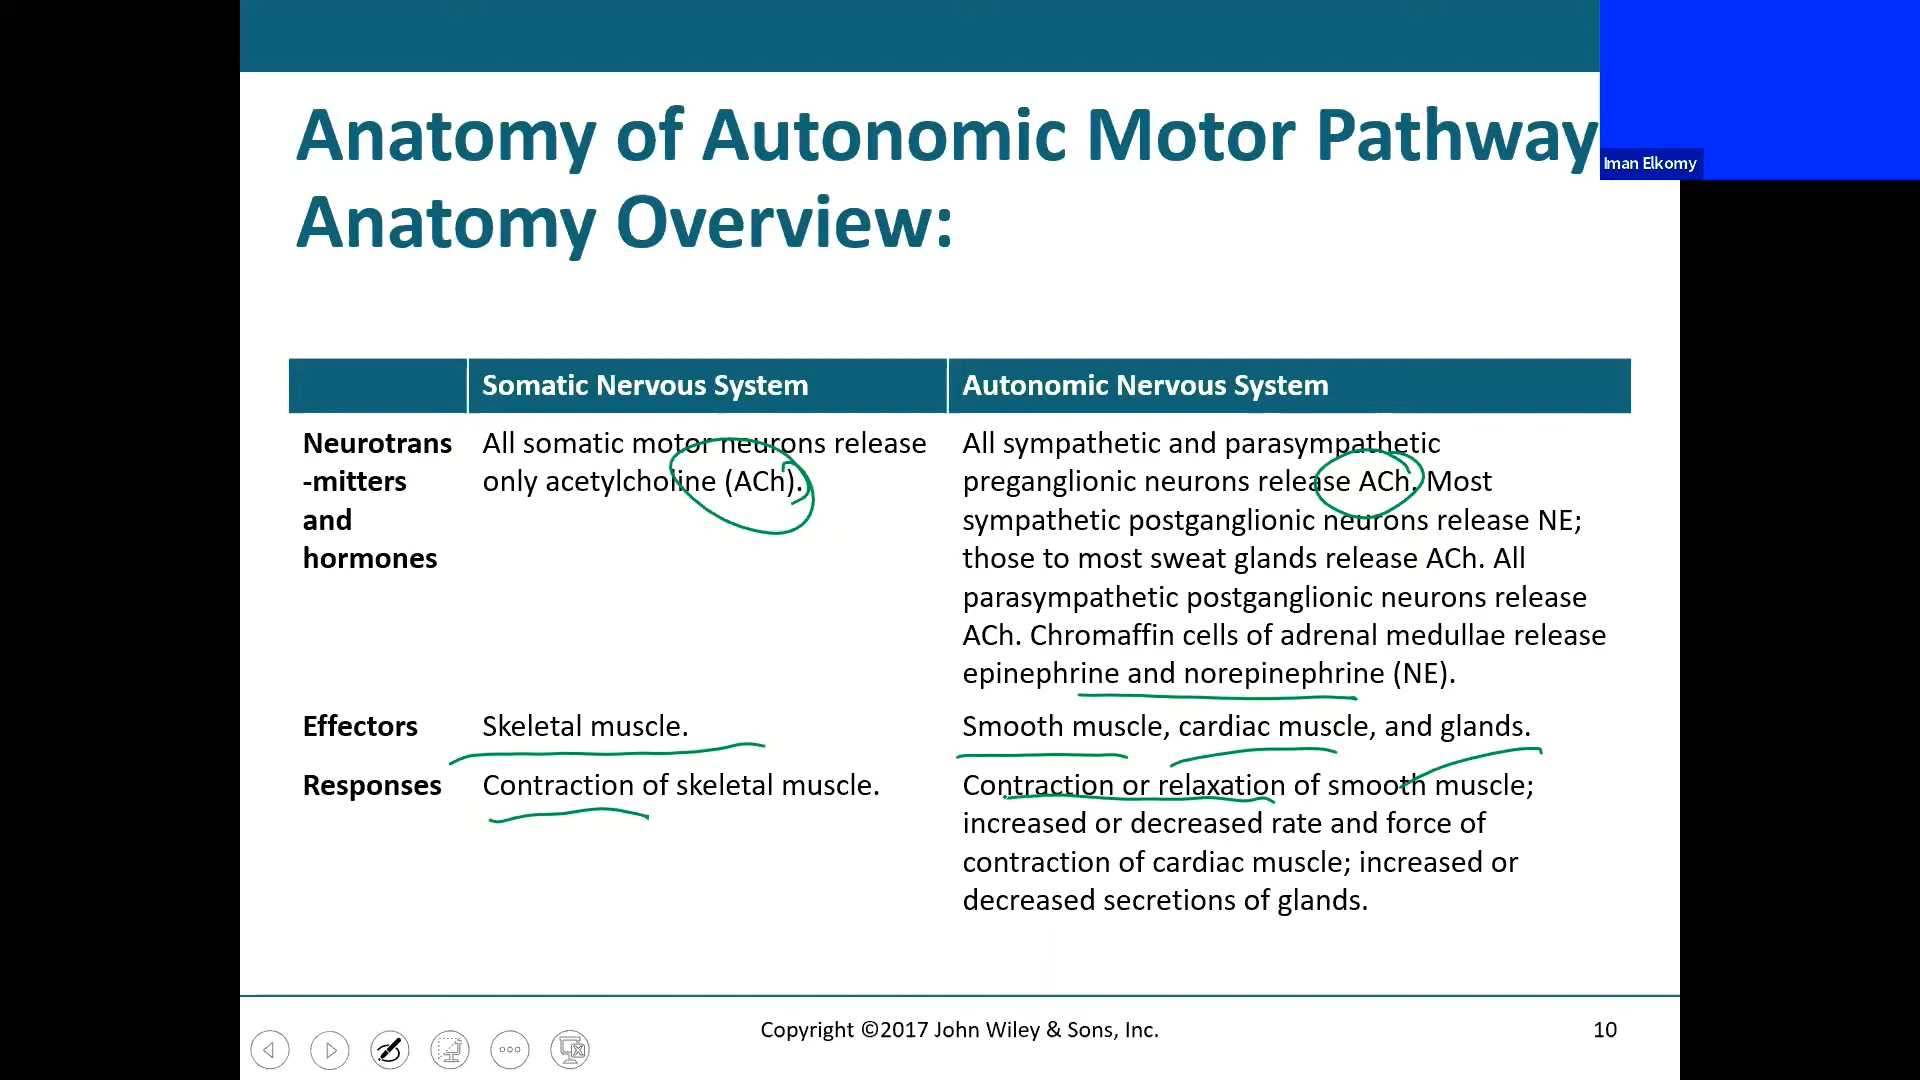 Anatomy of Autonomic Motor Pathway
Anatomy Overview:
Iman Elkomy
Somatic Nervous System
Autonomic Nervous System
Neurotrans
-mitters
and
hormones
All somatic motor neurons release
only acetylcholine (ACh).
All sympathetic and parasympathetic
preganglionic neurons release ACh. Most
sympathetic postganglionic neurons release NE;
those to most sweat glands release ACh. All
parasympathetic postganglionic neurons release
ACh. Chromaffin cells of adrenal medullae release
epinephrine and norepinephrine (NE).
Effectors
Skeletal muscle.
Smooth muscle, cardiac muscle, and glands.
Responses
Contraction of skeletal muscle.
Contraction or relaxation of smooth muscle;
increased or decreased rate and force of
contraction of cardiac muscle; increased or
decreased secretions of glands.
Copyright ©2017 John Wiley & Sons, Inc.
10